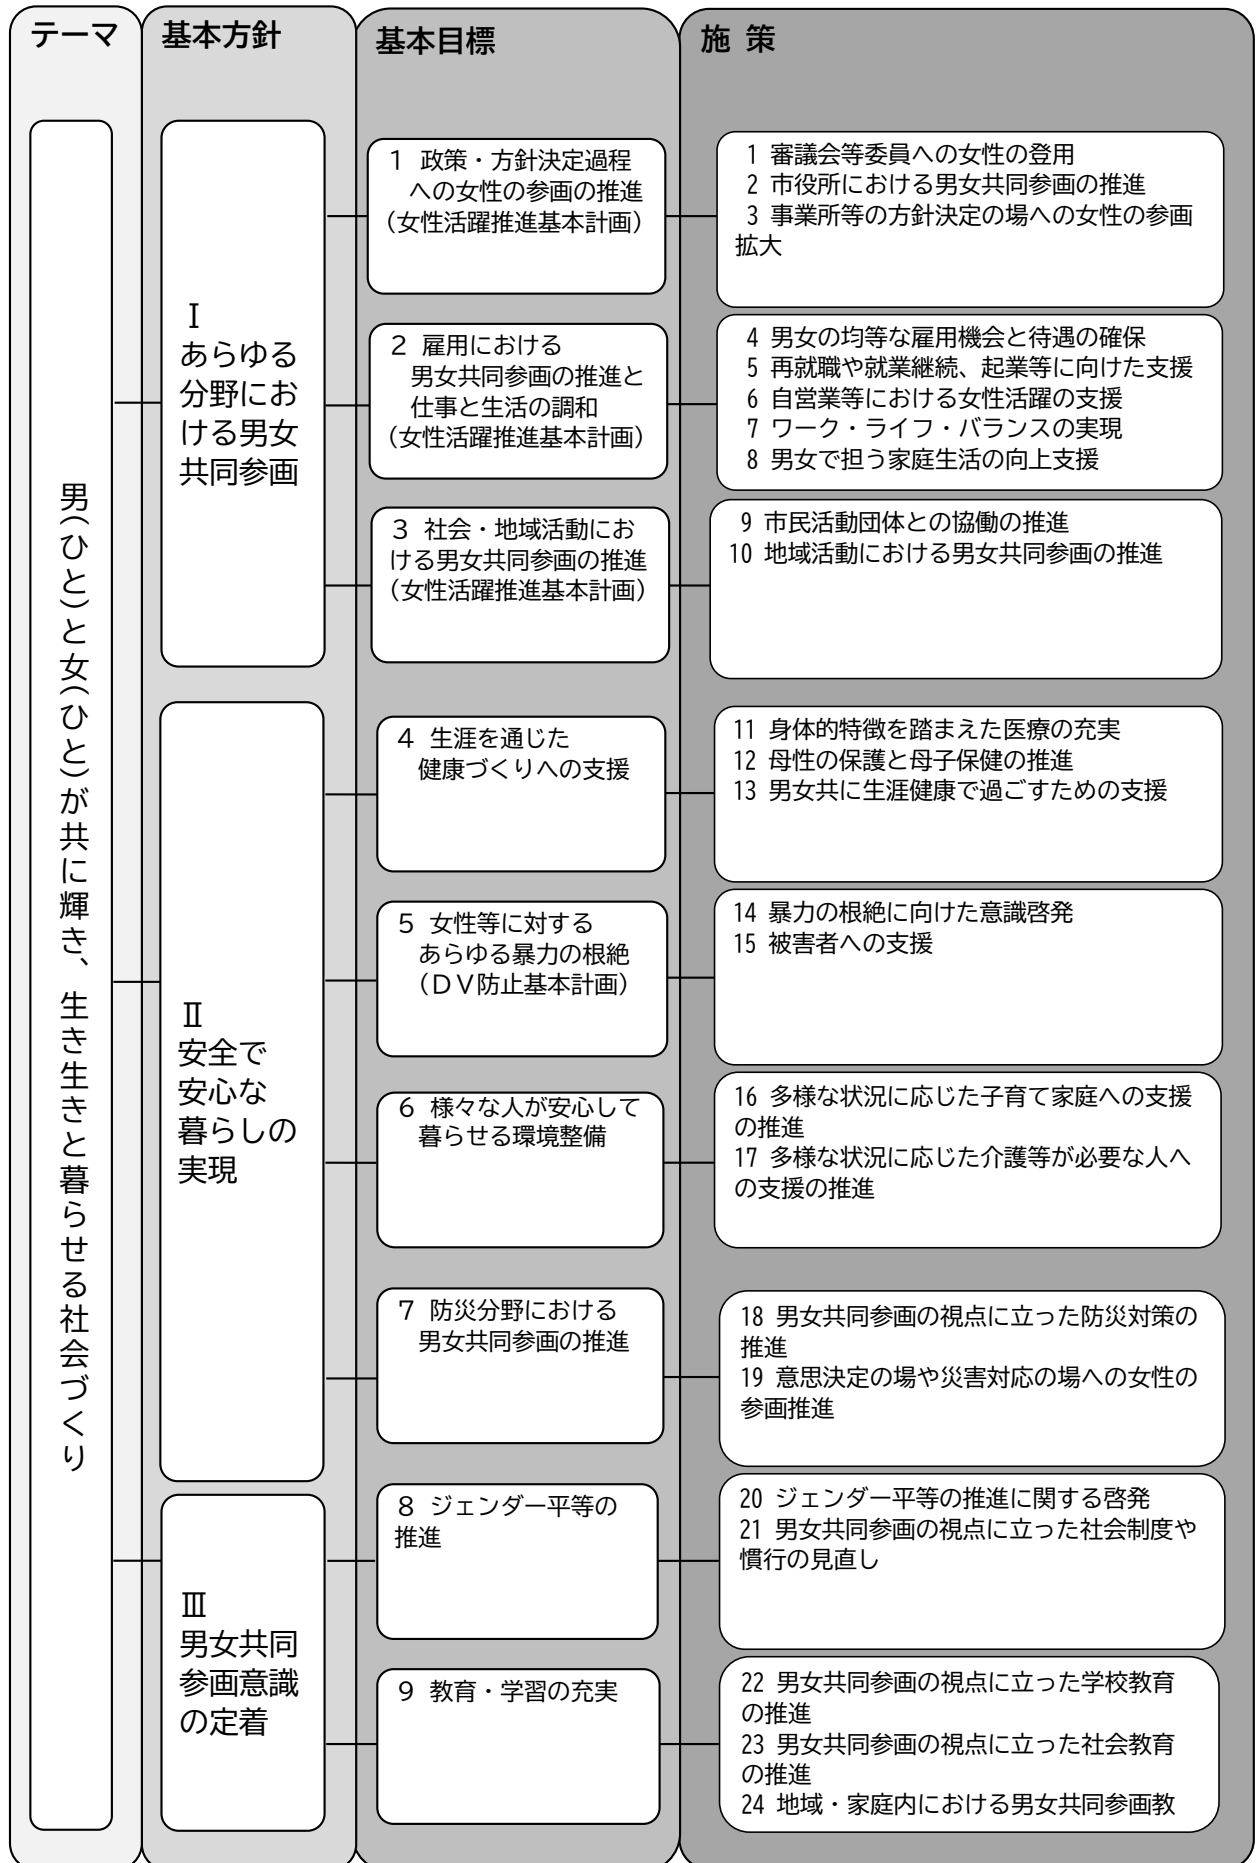 テーマ
基本方針
基本目標
施 策
男(ひと)と女(ひと)が共に輝き、生き生きと暮らせる社会づくり
Ⅰ
あらゆる
分野にお
ける男女
共同参画
1 政策・方針決定過程
への女性の参画の推進
(女性活躍推進基本計画)
1 審議会等委員への女性の登用
2 市役所における男女共同参画の推進
3 事業所等の方針決定の場への女性の参画
拡大
2 雇用における
男女共同参画の推進と
仕事と生活の調和
(女性活躍推進基本計画)
4 男女の均等な雇用機会と待遇の確保
5 再就職や就業継続、起業等に向けた支援
6 自営業等における女性活躍の支援
7 ワーク・ライフ・バランスの実現
8 男女で担う家庭生活の向上支援
3 社会・地域活動にお
ける男女共同参画の推進
(女性活躍推進基本計画)
9 市民活動団体との協働の推進
10 地域活動における男女共同参画の推進
Ⅱ
安全で
安心な
暮らしの
実現
4 生涯を通じた
健康づくりへの支援
11 身体的特徴を踏まえた医療の充実
12 母性の保護と母子保健の推進
13 男女共に生涯健康で過ごすための支援
5 女性等に対する
あらゆる暴力の根絶
(DV防止基本計画)
14 暴力の根絶に向けた意識啓発
15 被害者への支援
6 様々な人が安心して
暮らせる環境整備
16 多様な状況に応じた子育て家庭への支援
の推進
17 多様な状況に応じた介護等が必要な人へ
の支援の推進
7 防災分野における
男女共同参画の推進
18 男女共同参画の視点に立った防災対策の
推進
19 意思決定の場や災害対応の場への女性の
参画推進
Ⅲ
男女共同
参画意識
の定着
8 ジェンダー平等の
推進
20 ジェンダー平等の推進に関する啓発
21 男女共同参画の視点に立った社会制度や
慣行の見直し
9 教育・学習の充実
22 男女共同参画の視点に立った学校教育
の推進
23 男女共同参画の視点に立った社会教育
の推進
24 地域・家庭内における男女共同参画教